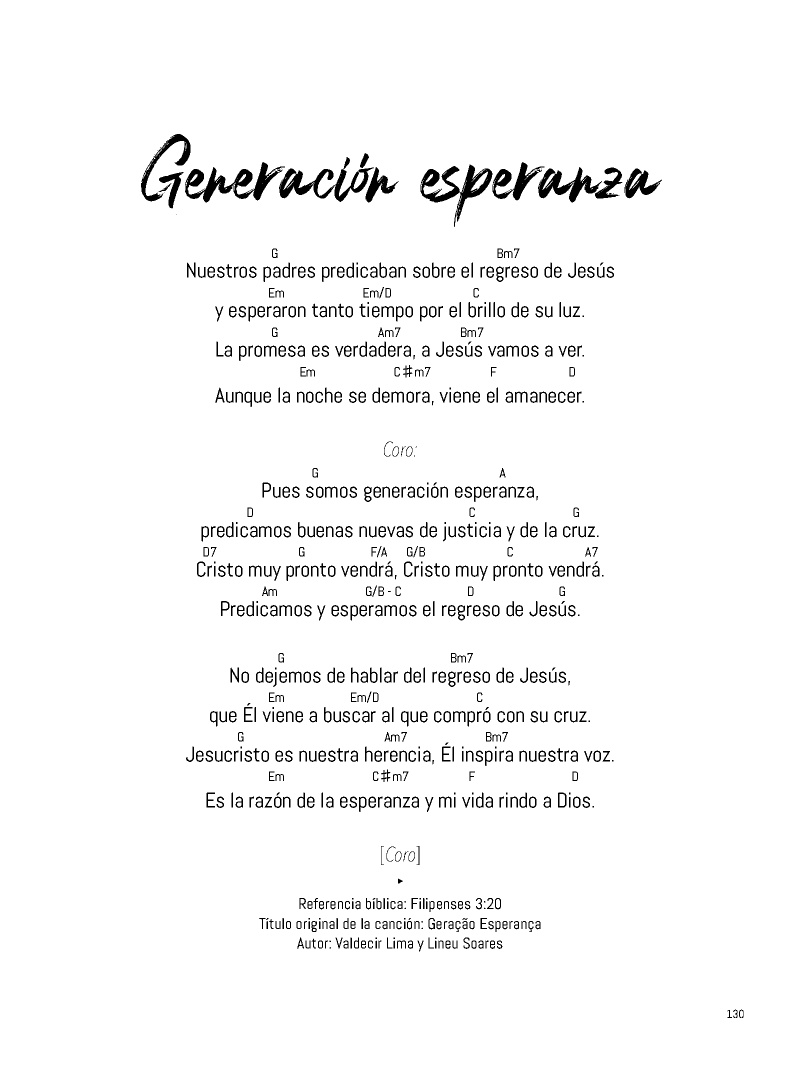 Generación esperanza
G Bm7
Nuestros padres predicaban sobre el regreso de Jesús
Em Em/D C
y esperaron tanto tiempo por el brillo de su luz.
G Am7 Bm7
La promesa es verdadera, a Jesús vamos a ver.
Em C♯m7 F D
Aunque la noche se demora, viene el amanecer.
Coro:
G A
Pues somos generación esperanza,
D C G
predicamos buenas nuevas de justicia y de la cruz.
D7 G F/A G/B C A7
Cristo muy pronto vendrá, Cristo muy pronto vendrá.
Am G/B - C D G
Predicamos y esperamos el regreso de Jesús.
G Bm7
No dejemos de hablar del regreso de Jesús,
Em Em/D C
que Él viene a buscar al que compró con su cruz.
G Am7 Bm7
Jesucristo es nuestra herencia, Él inspira nuestra voz.
Em C♯m7 F D
Es la razón de la esperanza y mi vida rindo a Dios.
[Coro]
Referencia bíblica: Filipenses 3:20
Título original de la canción: Geração Esperança
Autor: Valdecir Lima y Lineu Soares
130